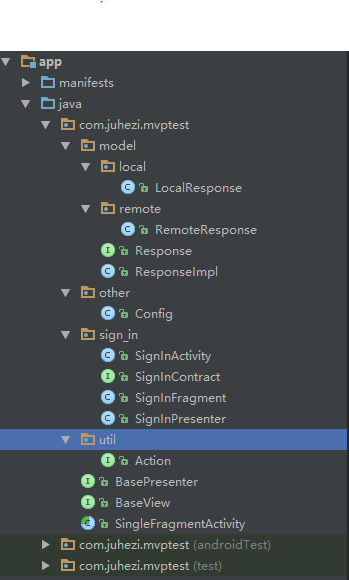 app
manifests
java
com.juhezi.mvptest
model
local
LocalResponse
remote
RemoteResponse
Response
ResponseImpl
other
Config
sign_in
SignInActivity
SignInContract
SignInFragment
SignInPresenter
util
Action
BasePresenter
BaseView
SingleFragmentActivity
com.juhezi.mvptest (androidTest)
com.juhezi.mvptest (test)